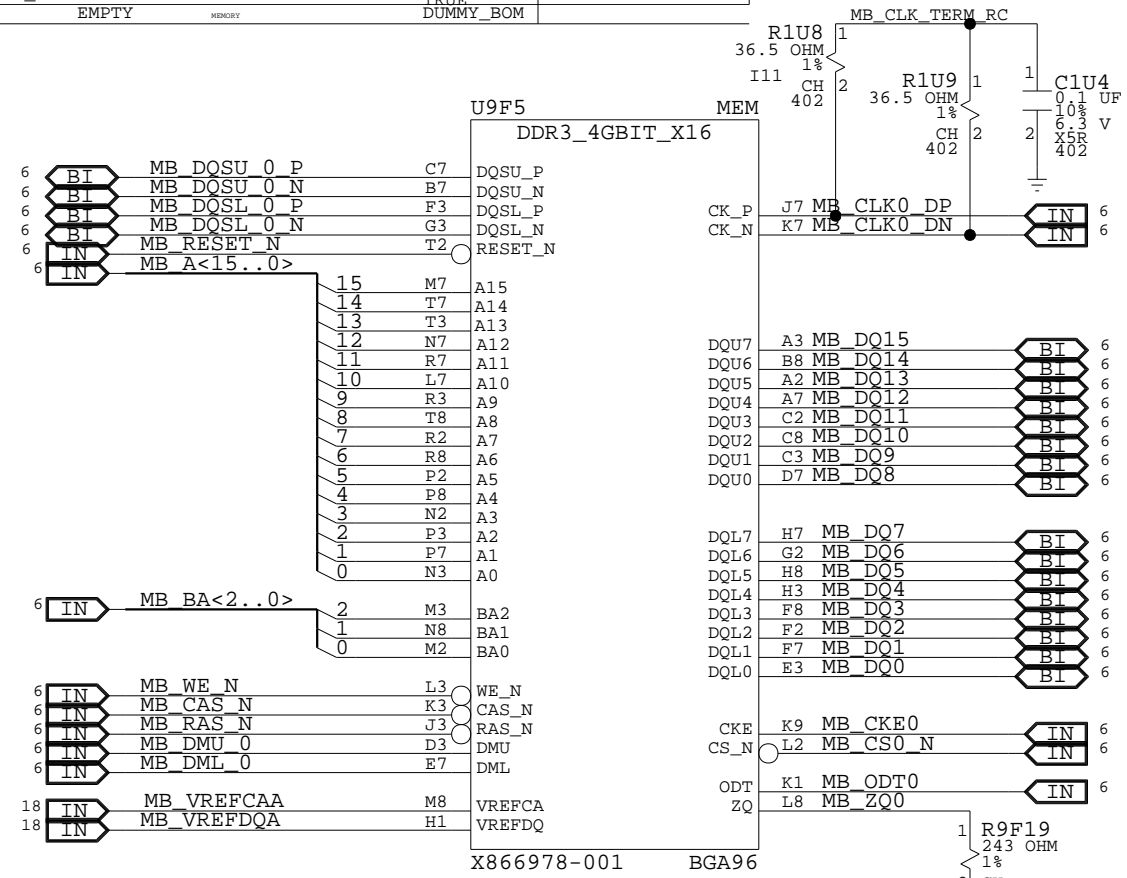 TRUE
EMPTY MEMORY DUMMY_BOM
MB_CLK_TERM_RC
R1U8 1
36.5 OHM
1%
I11
CH 2
402
R1U9 1
36.5 OHM
1%
CH 2
402
1 C1U4
0.1 UF
10%
6.3 V
2 X5R
402
U9F5 MEM
DDR3_4GBIT_X16
6 BI MB_DQSU_0_P C7 DQSU_P
6 BI MB_DQSU_0_N B7 DQSU_N
6 BI MB_DQSL_0_P F3 DQSL_P
6 BI MB_DQSL_0_N G3 DQSL_N
6 IN MB_RESET_N T2 RESET_N
6 IN MB_A<15..0>
15 M7 A15
14 T7 A14
13 T3 A13
12 N7 A12
11 R7 A11
10 L7 A10
9 R3 A9
8 T8 A8
7 R2 A7
6 R8 A6
5 P2 A5
4 P8 A4
3 N2 A3
2 P3 A2
1 P7 A1
0 N3 A0
6 IN MB_BA<2..0>
2 M3 BA2
1 N8 BA1
0 M2 BA0
6 IN MB_WE_N L3 WE_N
6 IN MB_CAS_N K3 CAS_N
6 IN MB_RAS_N J3 RAS_N
6 IN MB_DMU_0 D3 DMU
6 IN MB_DML_0 E7 DML
18 IN MB_VREFCAA M8 VREFCA
18 IN MB_VREFDQA H1 VREFDQ
CK_P J7 MB_CLK0_DP IN 6
CK_N K7 MB_CLK0_DN IN 6
DQU7 A3 MB_DQ15 BI 6
DQU6 B8 MB_DQ14 BI 6
DQU5 A2 MB_DQ13 BI 6
DQU4 A7 MB_DQ12 BI 6
DQU3 C2 MB_DQ11 BI 6
DQU2 C8 MB_DQ10 BI 6
DQU1 C3 MB_DQ9 BI 6
DQU0 D7 MB_DQ8 BI 6
DQL7 H7 MB_DQ7 BI 6
DQL6 G2 MB_DQ6 BI 6
DQL5 H8 MB_DQ5 BI 6
DQL4 H3 MB_DQ4 BI 6
DQL3 F8 MB_DQ3 BI 6
DQL2 F2 MB_DQ2 BI 6
DQL1 F7 MB_DQ1 BI 6
DQL0 E3 MB_DQ0 BI 6
CKE K9 MB_CKE0 IN 6
CS_N L2 MB_CS0_N IN 6
ODT K1 MB_ODT0 IN 6
ZQ L8 MB_ZQ0
1 R9F19
243 OHM
1%
X866978-001 BGA96